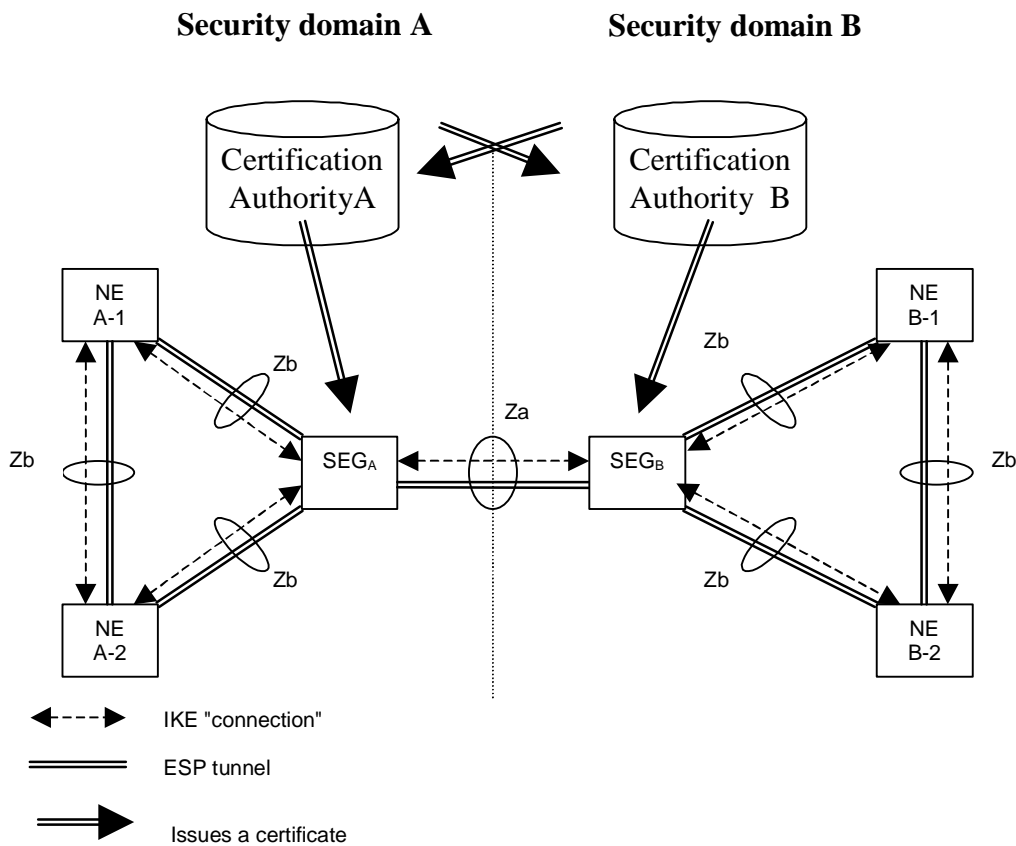 Security domain A
Security domain B
Certification
AuthorityA
Certification
Authority B
NE
A-1
NE
B-1
Zb
Zb
Za
Zb
SEGA
SEGB
Zb
Zb
Zb
NE
A-2
NE
B-2
IKE "connection"
ESP tunnel
Issues a certificate